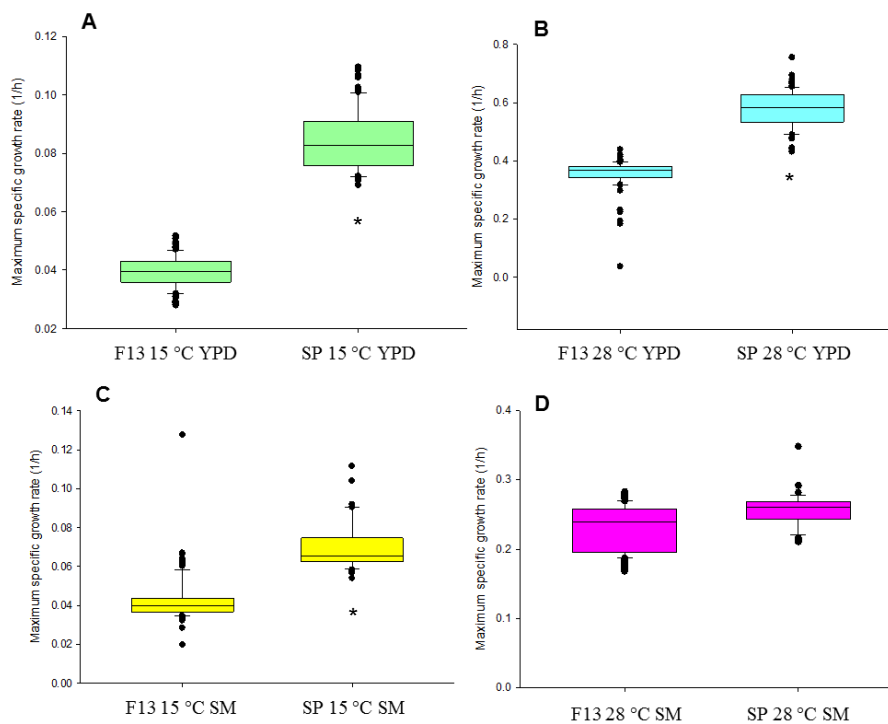 A
Maximum specific growth rate (1/h)
0.12
0.10
0.08
0.06
0.04
0.02
*
F13 15 °C YPD
SP 15 °C YPD
B
Maximum specific growth rate (1/h)
0.8
0.6
0.4
0.2
0.0
*
F13 28 °C YPD
SP 28 °C YPD
C
Maximum specific growth rate (1/h)
0.14
0.12
0.10
0.08
0.06
0.04
0.02
0.00
*
F13 15 °C SM
SP 15 °C SM
D
Maximum specific growth rate (1/h)
0.4
0.3
0.2
0.1
0.0
F13 28 °C SM
SP 28 °C SM